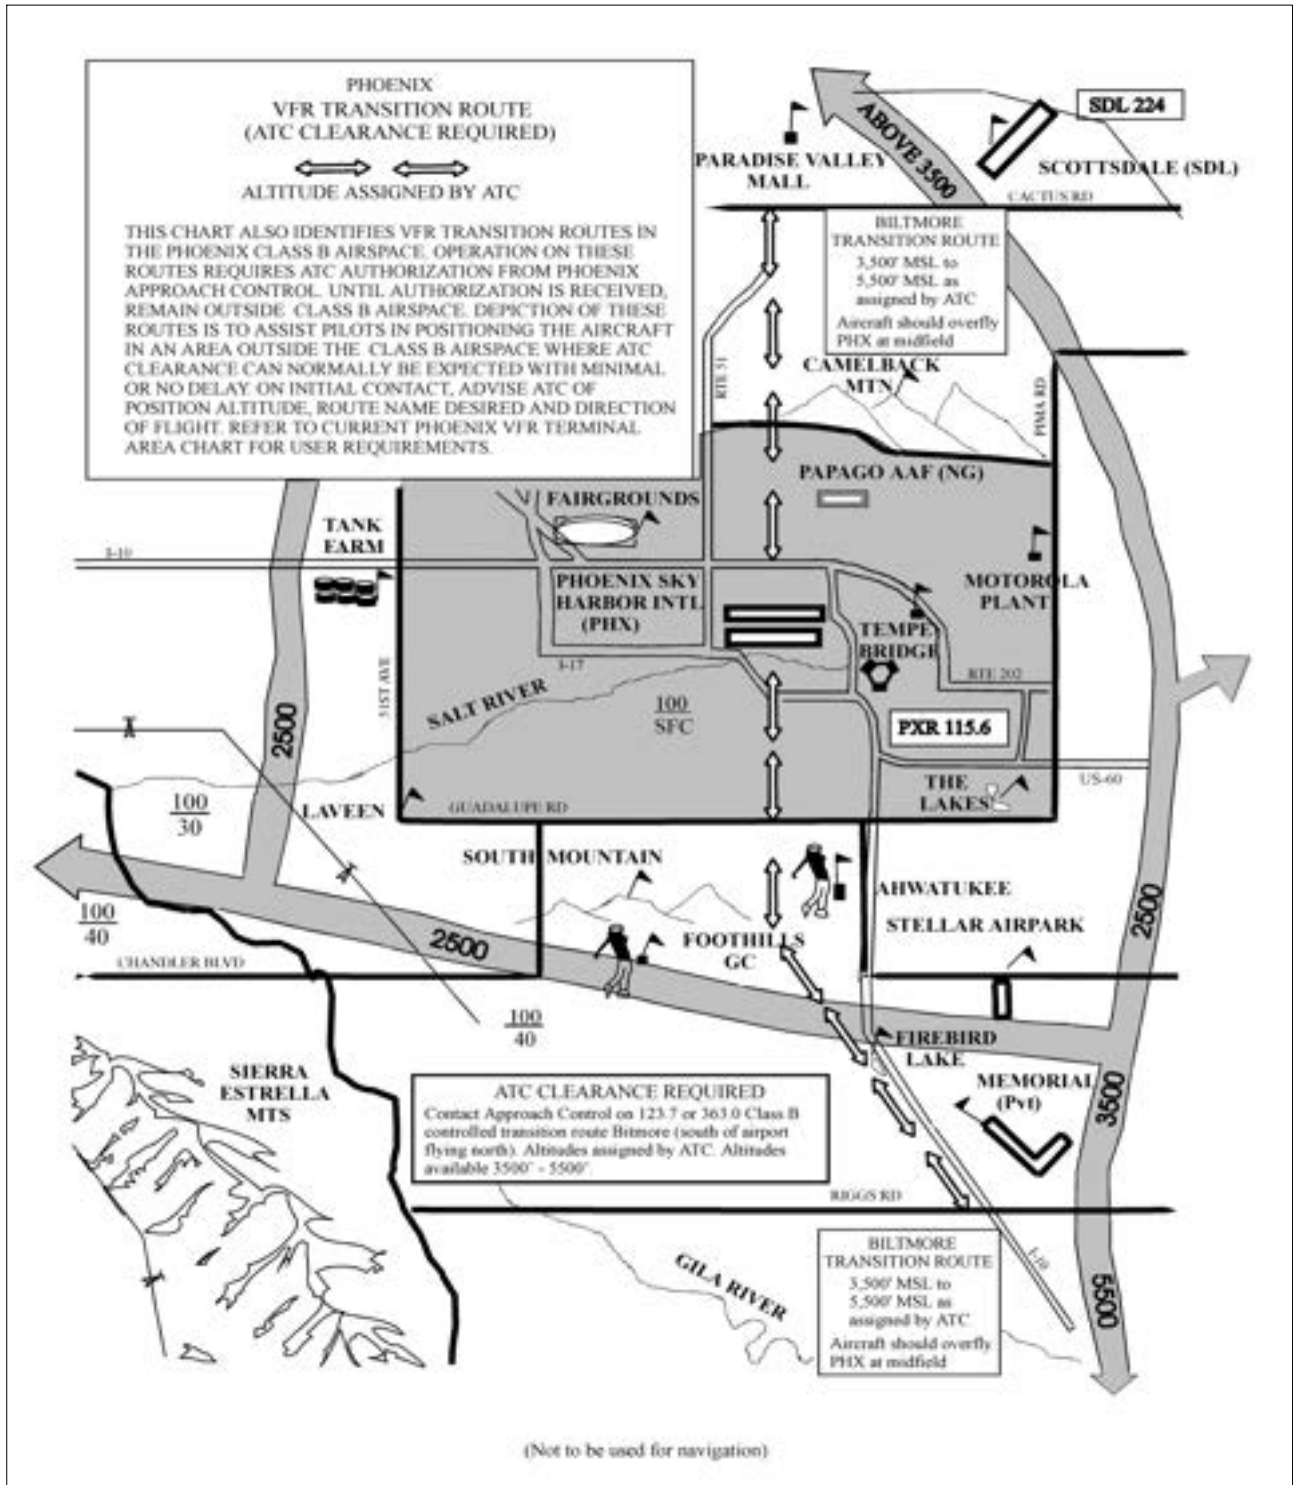 PHOENIX
VFR TRANSITION ROUTE
(ATC CLEARANCE REQUIRED)
ALTITUDE ASSIGNED BY ATC
THIS CHART ALSO IDENTIFIES VFR TRANSITION ROUTES IN
THE PHOENIX CLASS B AIRSPACE. OPERATION ON THESE
ROUTES REQUIRES ATC AUTHORIZATION FROM PHOENIX
APPROACH CONTROL. UNTIL AUTHORIZATION IS RECEIVED,
REMAIN OUTSIDE CLASS B AIRSPACE. DEPICTION OF THESE
ROUTES IS TO ASSIST PILOTS IN POSITIONING THE AIRCRAFT
IN AN AREA OUTSIDE THE CLASS B AIRSPACE WHERE ATC
CLEARANCE CAN NORMALLY BE EXPECTED WITH MINIMAL
OR NO DELAY. ON INITIAL CONTACT, ADVISE ATC OF
POSITION ALTITUDE, ROUTE NAME DESIRED AND DIRECTION
OF FLIGHT. REFER TO CURRENT PHOENIX VFR TERMINAL
AREA CHART FOR USER REQUIREMENTS.
ABOVE 3500
SDL 224
PARADISE VALLEY
MALL
SCOTTSDALE (SDL)
CACTUS RD
BILTMORE
TRANSITION ROUTE
3,500' MSL to
5,500' MSL as
assigned by ATC
Aircraft should overfly
PHX at midfield
RTE 51
CAMELBACK
MTN
PIMA RD
PAPAGO AAF (NG)
FAIRGROUNDS
TANK
FARM
I-10
PHOENIX SKY
HARBOR INTL
(PHX)
MOTOROLA
PLANT
TEMPE
BRIDGE
I-17
RTE 202
51ST AVE
SALT RIVER
100
SFC
PXR 115.6
2500
US-60
THE
LAKES
100
30
LAVEEN
GUADALUPE RD
SOUTH MOUNTAIN
AHWATUKEE
STELLAR AIRPARK
2500
100
40
2500
FOOTHILLS
GC
CHANDLER BLVD
100
40
FIREBIRD
LAKE
SIERRA
ESTRELLA
MTS
MEMORIAL
(Pvt)
3500
ATC CLEARANCE REQUIRED
Contact Approach Control on 123.7 or 363.0 Class B
controlled transition route Bitmore (south of airport
flying north). Altitudes assigned by ATC. Altitudes
available 3500' - 5500'.
RIGGS RD
GILA RIVER
I-10
BILTMORE
TRANSITION ROUTE
3,500' MSL to
5,500' MSL as
assigned by ATC
Aircraft should overfly
PHX at midfield
5500
(Not to be used for navigation)